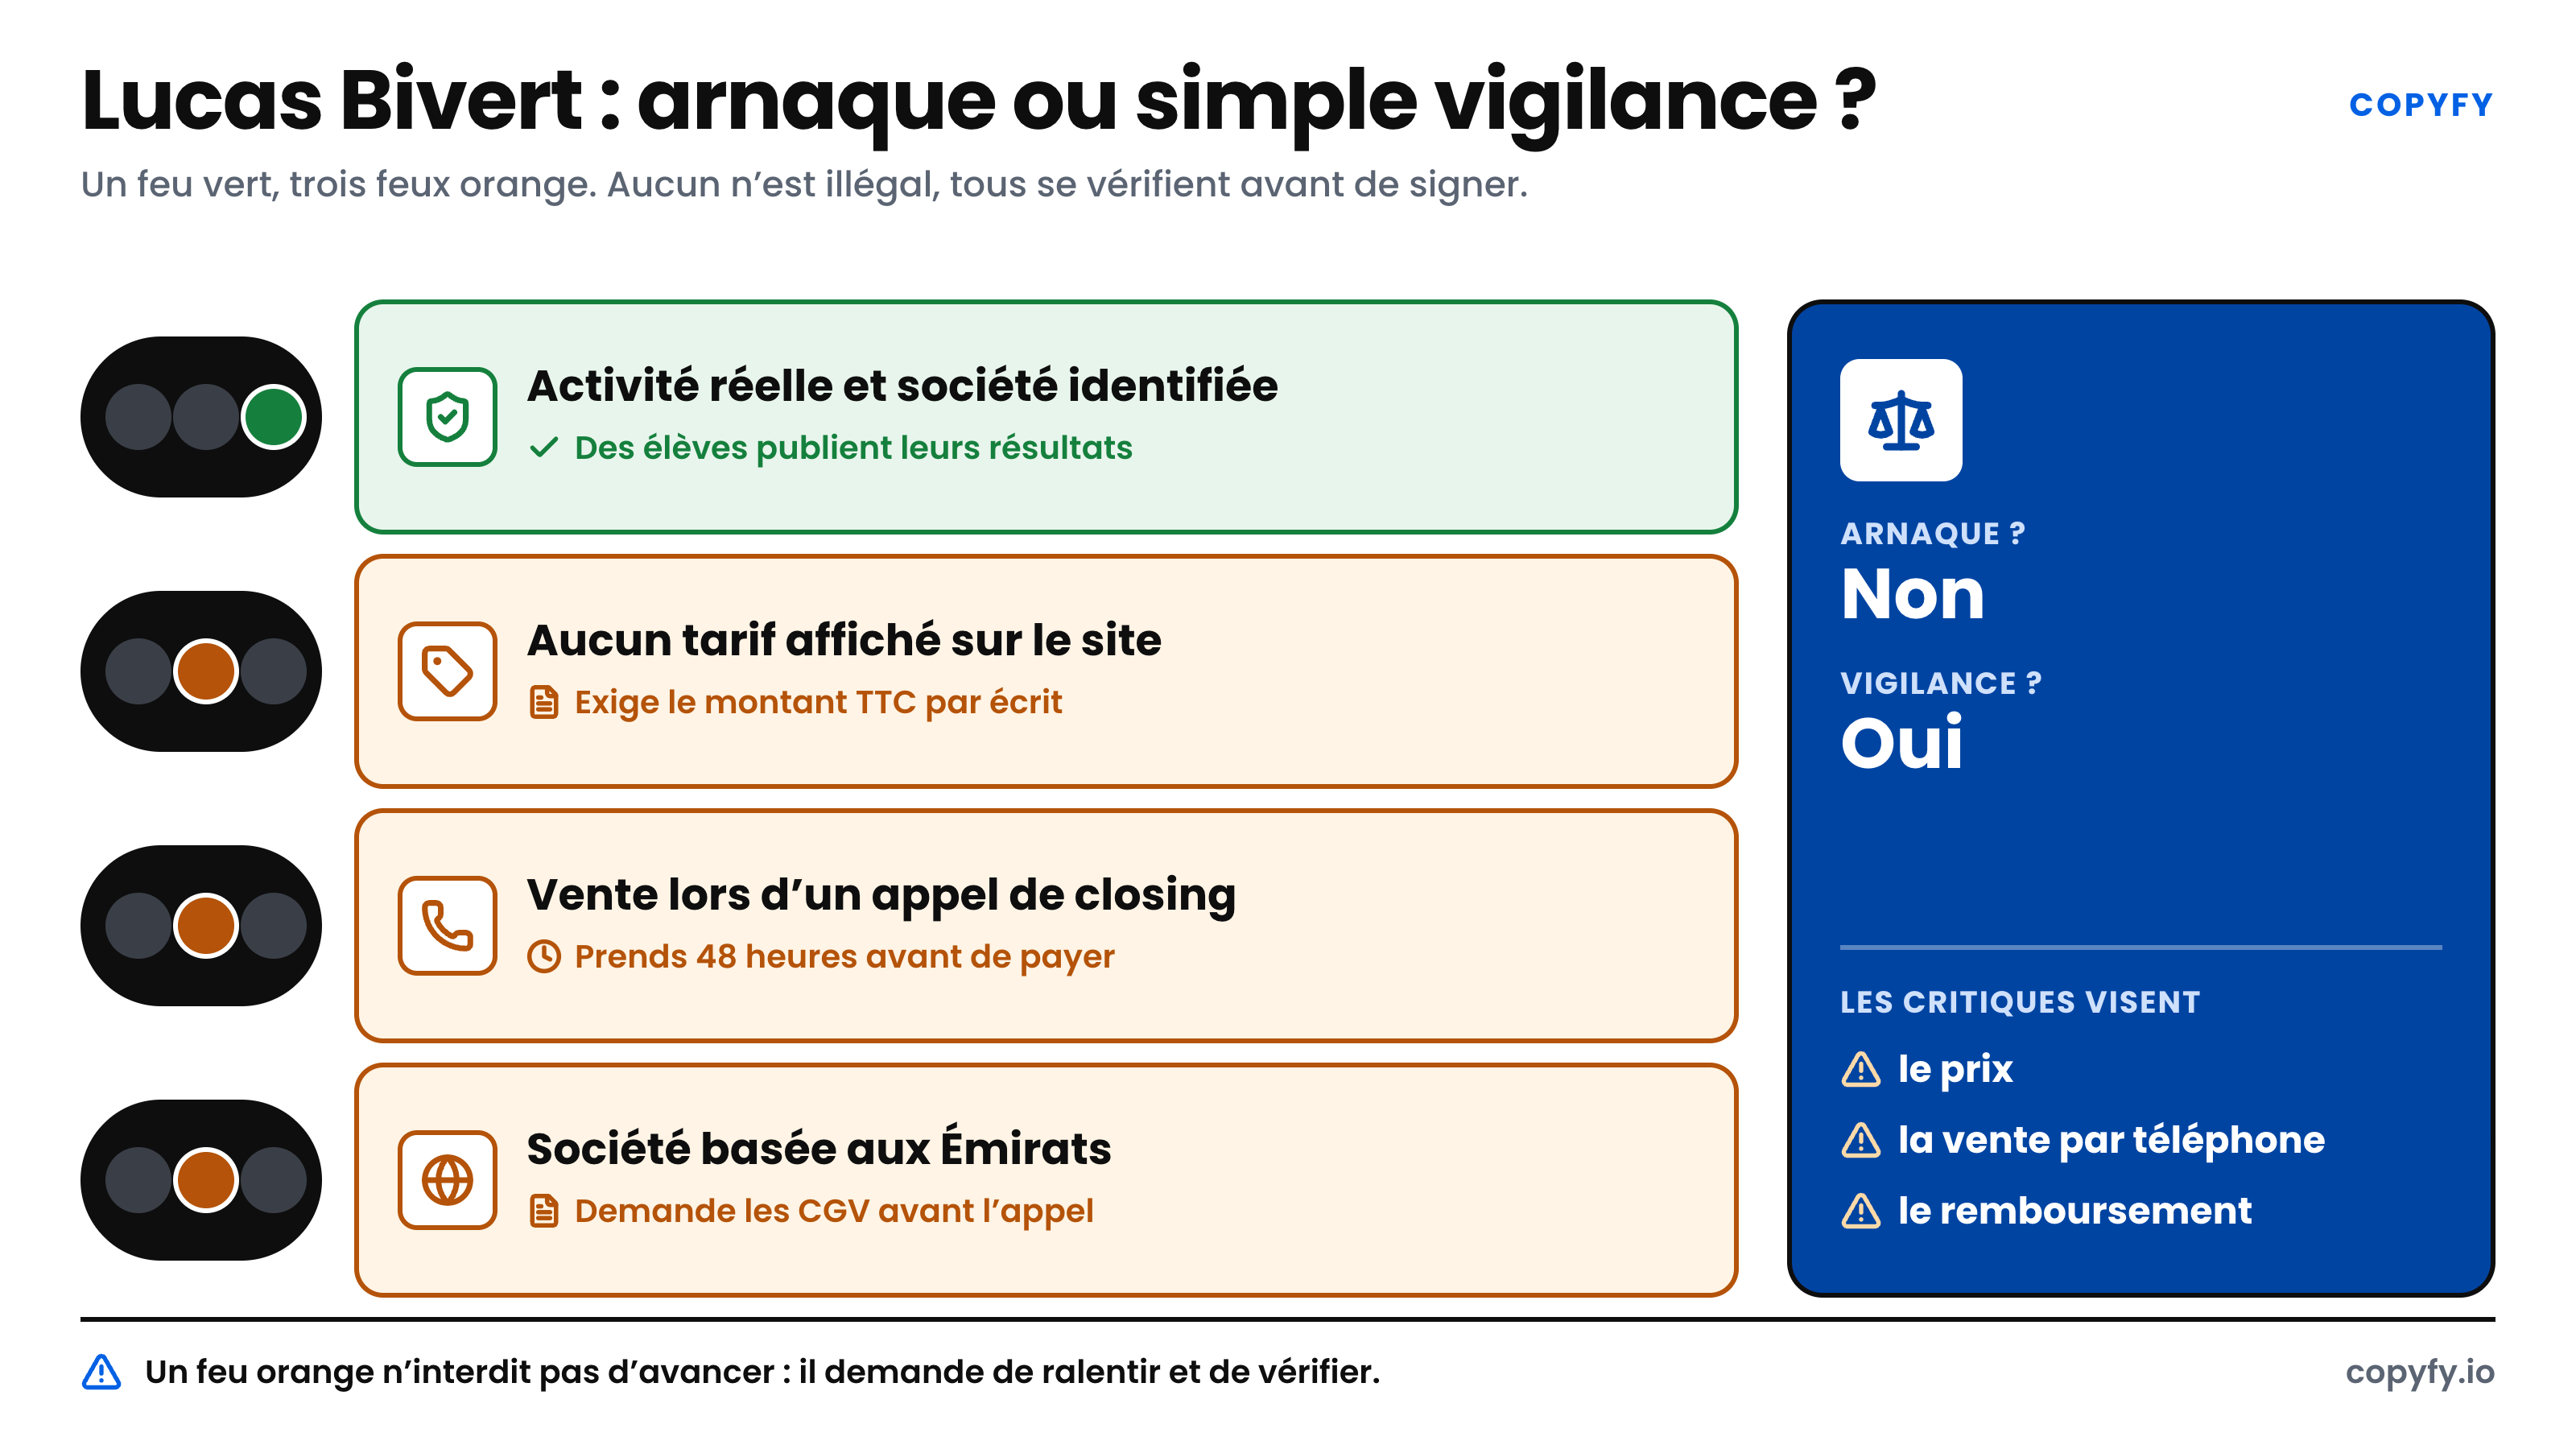 Lucas Bivert : arnaque ou simple vigilance ?
COPYFY
Un feu vert, trois feux orange. Aucun n’est illégal, tous se vérifient avant de signer.
Activité réelle et société identifiée
Des élèves publient leurs résultats
Aucun tarif affiché sur le site
Exige le montant TTC par écrit
Vente lors d’un appel de closing
Prends 48 heures avant de payer
Société basée aux Émirats
Demande les CGV avant l’appel
ARNAQUE ?
Non
VIGILANCE ?
Oui
LES CRITIQUES VISENT
le prix
la vente par téléphone
le remboursement
Un feu orange n’interdit pas d’avancer : il demande de ralentir et de vérifier.
copyfy.io